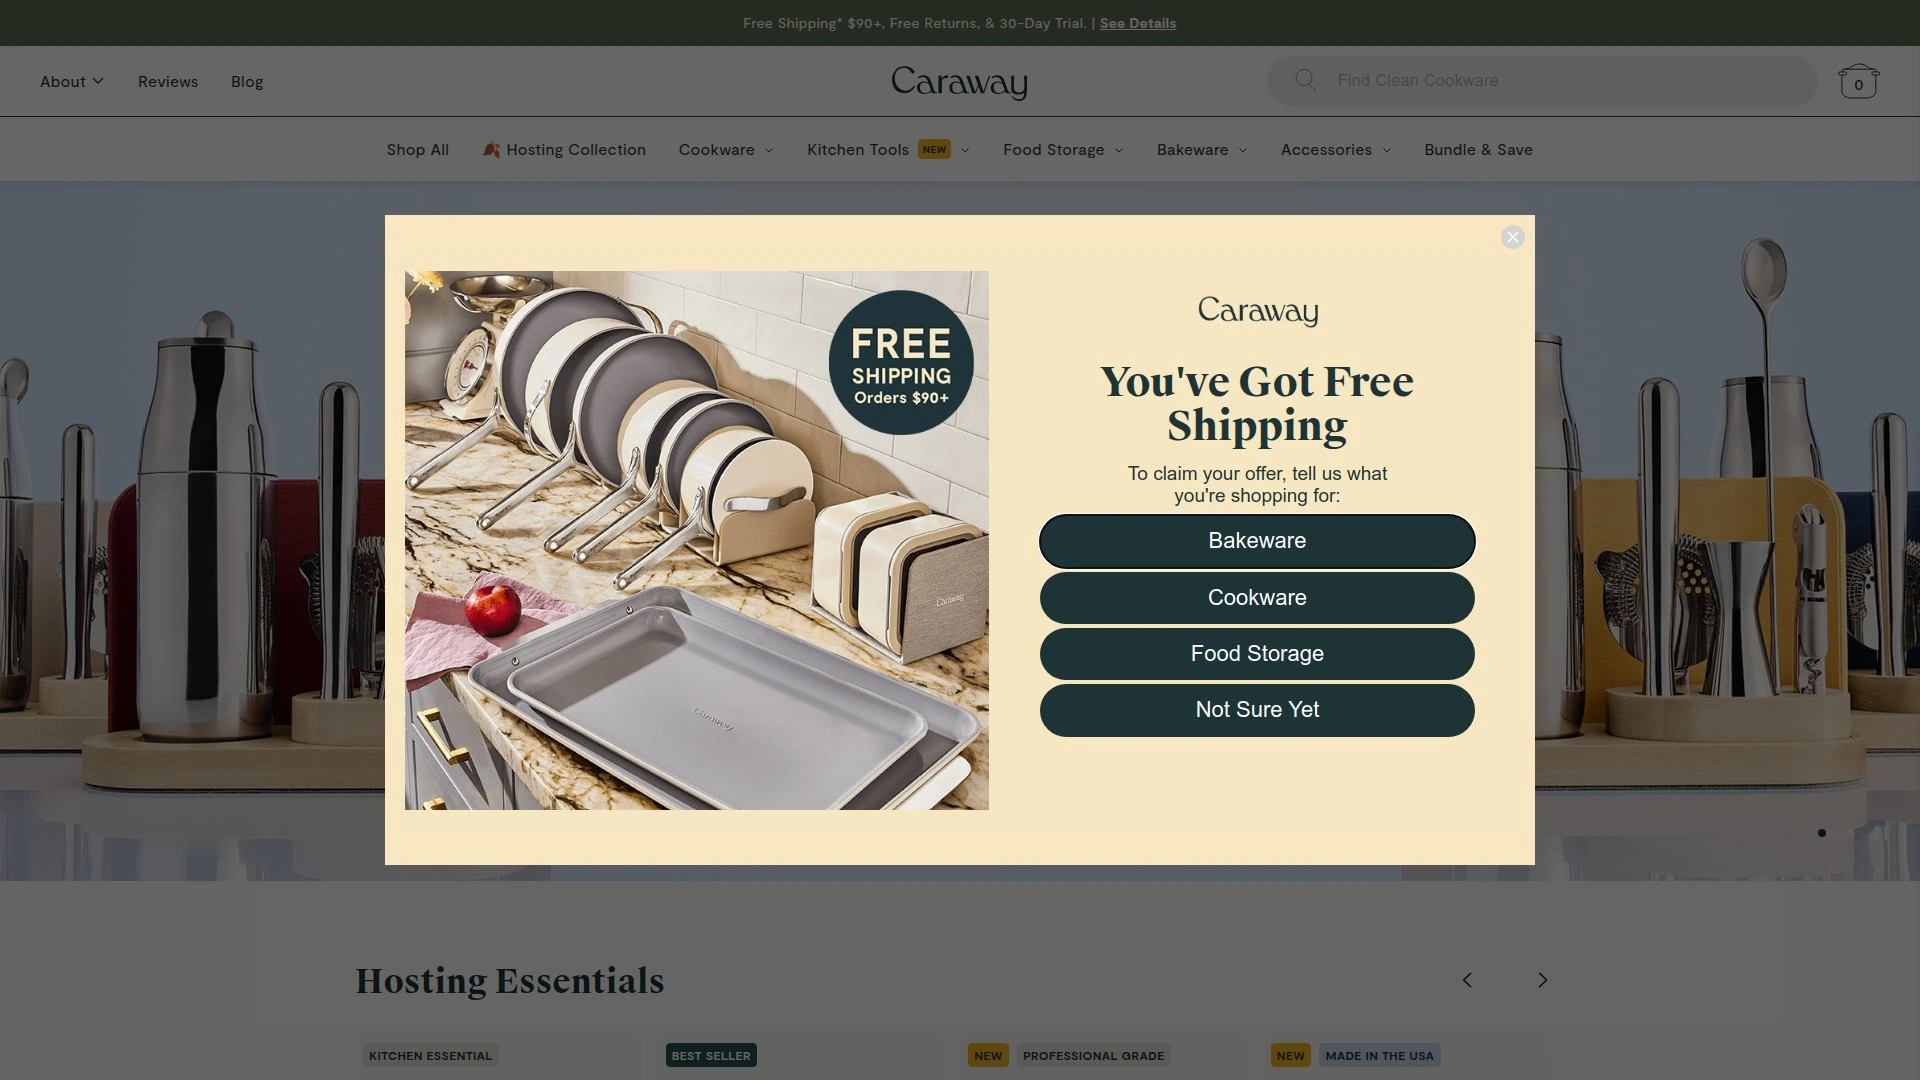 Free Shipping* $90+, Free Returns, & 30-Day Trial. | See Details
About
Reviews
Blog
Caraway
Find Clean Cookware
0
Shop All
Hosting Collection
Cookware
Kitchen Tools NEW
Food Storage
Bakeware
Accessories
Bundle & Save
FREE
SHIPPING
Orders $90+
Caraway
Caraway
Caraway
You've Got Free
Shipping
To claim your offer, tell us what
you're shopping for:
Bakeware
Cookware
Food Storage
Not Sure Yet
Hosting Essentials
KITCHEN ESSENTIAL
BEST SELLER
NEW PROFESSIONAL GRADE
NEW MADE IN THE USA